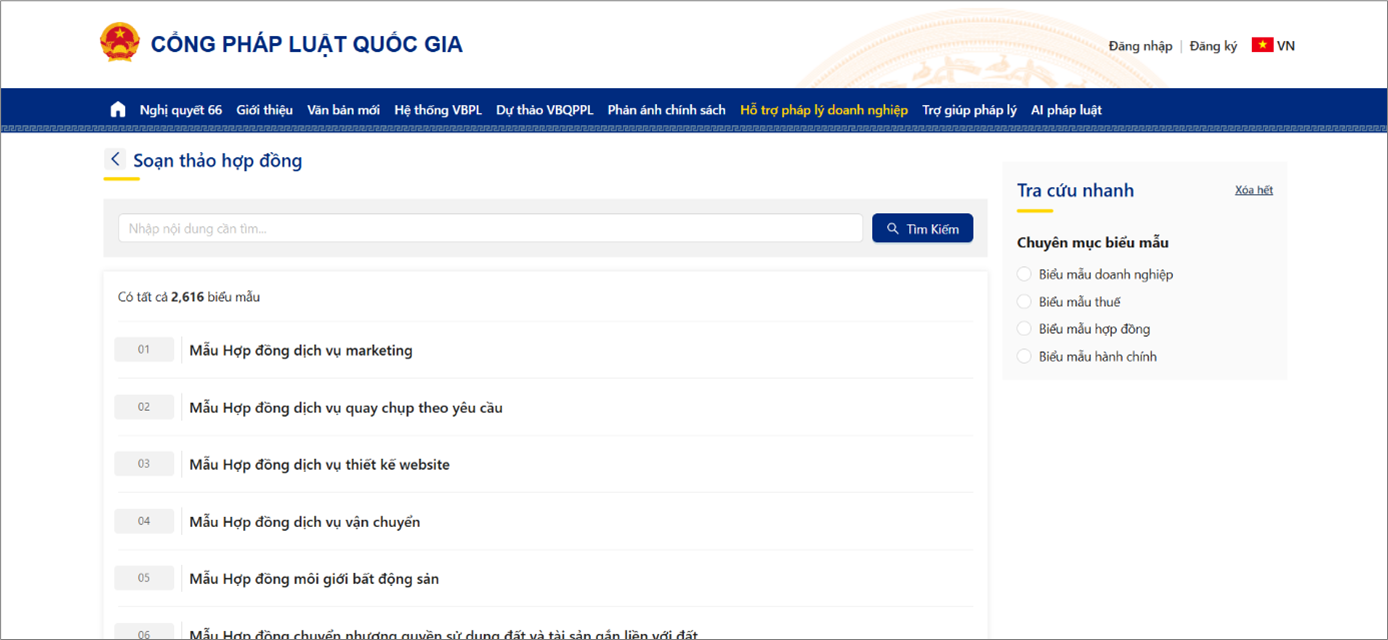 CỔNG PHÁP LUẬT QUỐC GIA
Đăng nhập | Đăng ký VN
Nghị quyết 66 Giới thiệu Văn bản mới Hệ thống VBPL Dự thảo VBQPPL Phản ánh chính sách Hỗ trợ pháp lý doanh nghiệp Trợ giúp pháp lý AI pháp luật
Soạn thảo hợp đồng
Nhập nội dung cần tìm...
Tìm Kiếm
Có tất cả 2,616 biểu mẫu
01 Mẫu Hợp đồng dịch vụ marketing
02 Mẫu Hợp đồng dịch vụ quay chụp theo yêu cầu
03 Mẫu Hợp đồng dịch vụ thiết kế website
04 Mẫu Hợp đồng dịch vụ vận chuyển
05 Mẫu Hợp đồng môi giới bất động sản
06 Mẫu Hợp đồng chuyển nhượng quyền sử dụng đất và tài sản gắn liền với đất
Tra cứu nhanh
Xóa hết
Chuyên mục biểu mẫu
Biểu mẫu doanh nghiệp
Biểu mẫu thuế
Biểu mẫu hợp đồng
Biểu mẫu hành chính